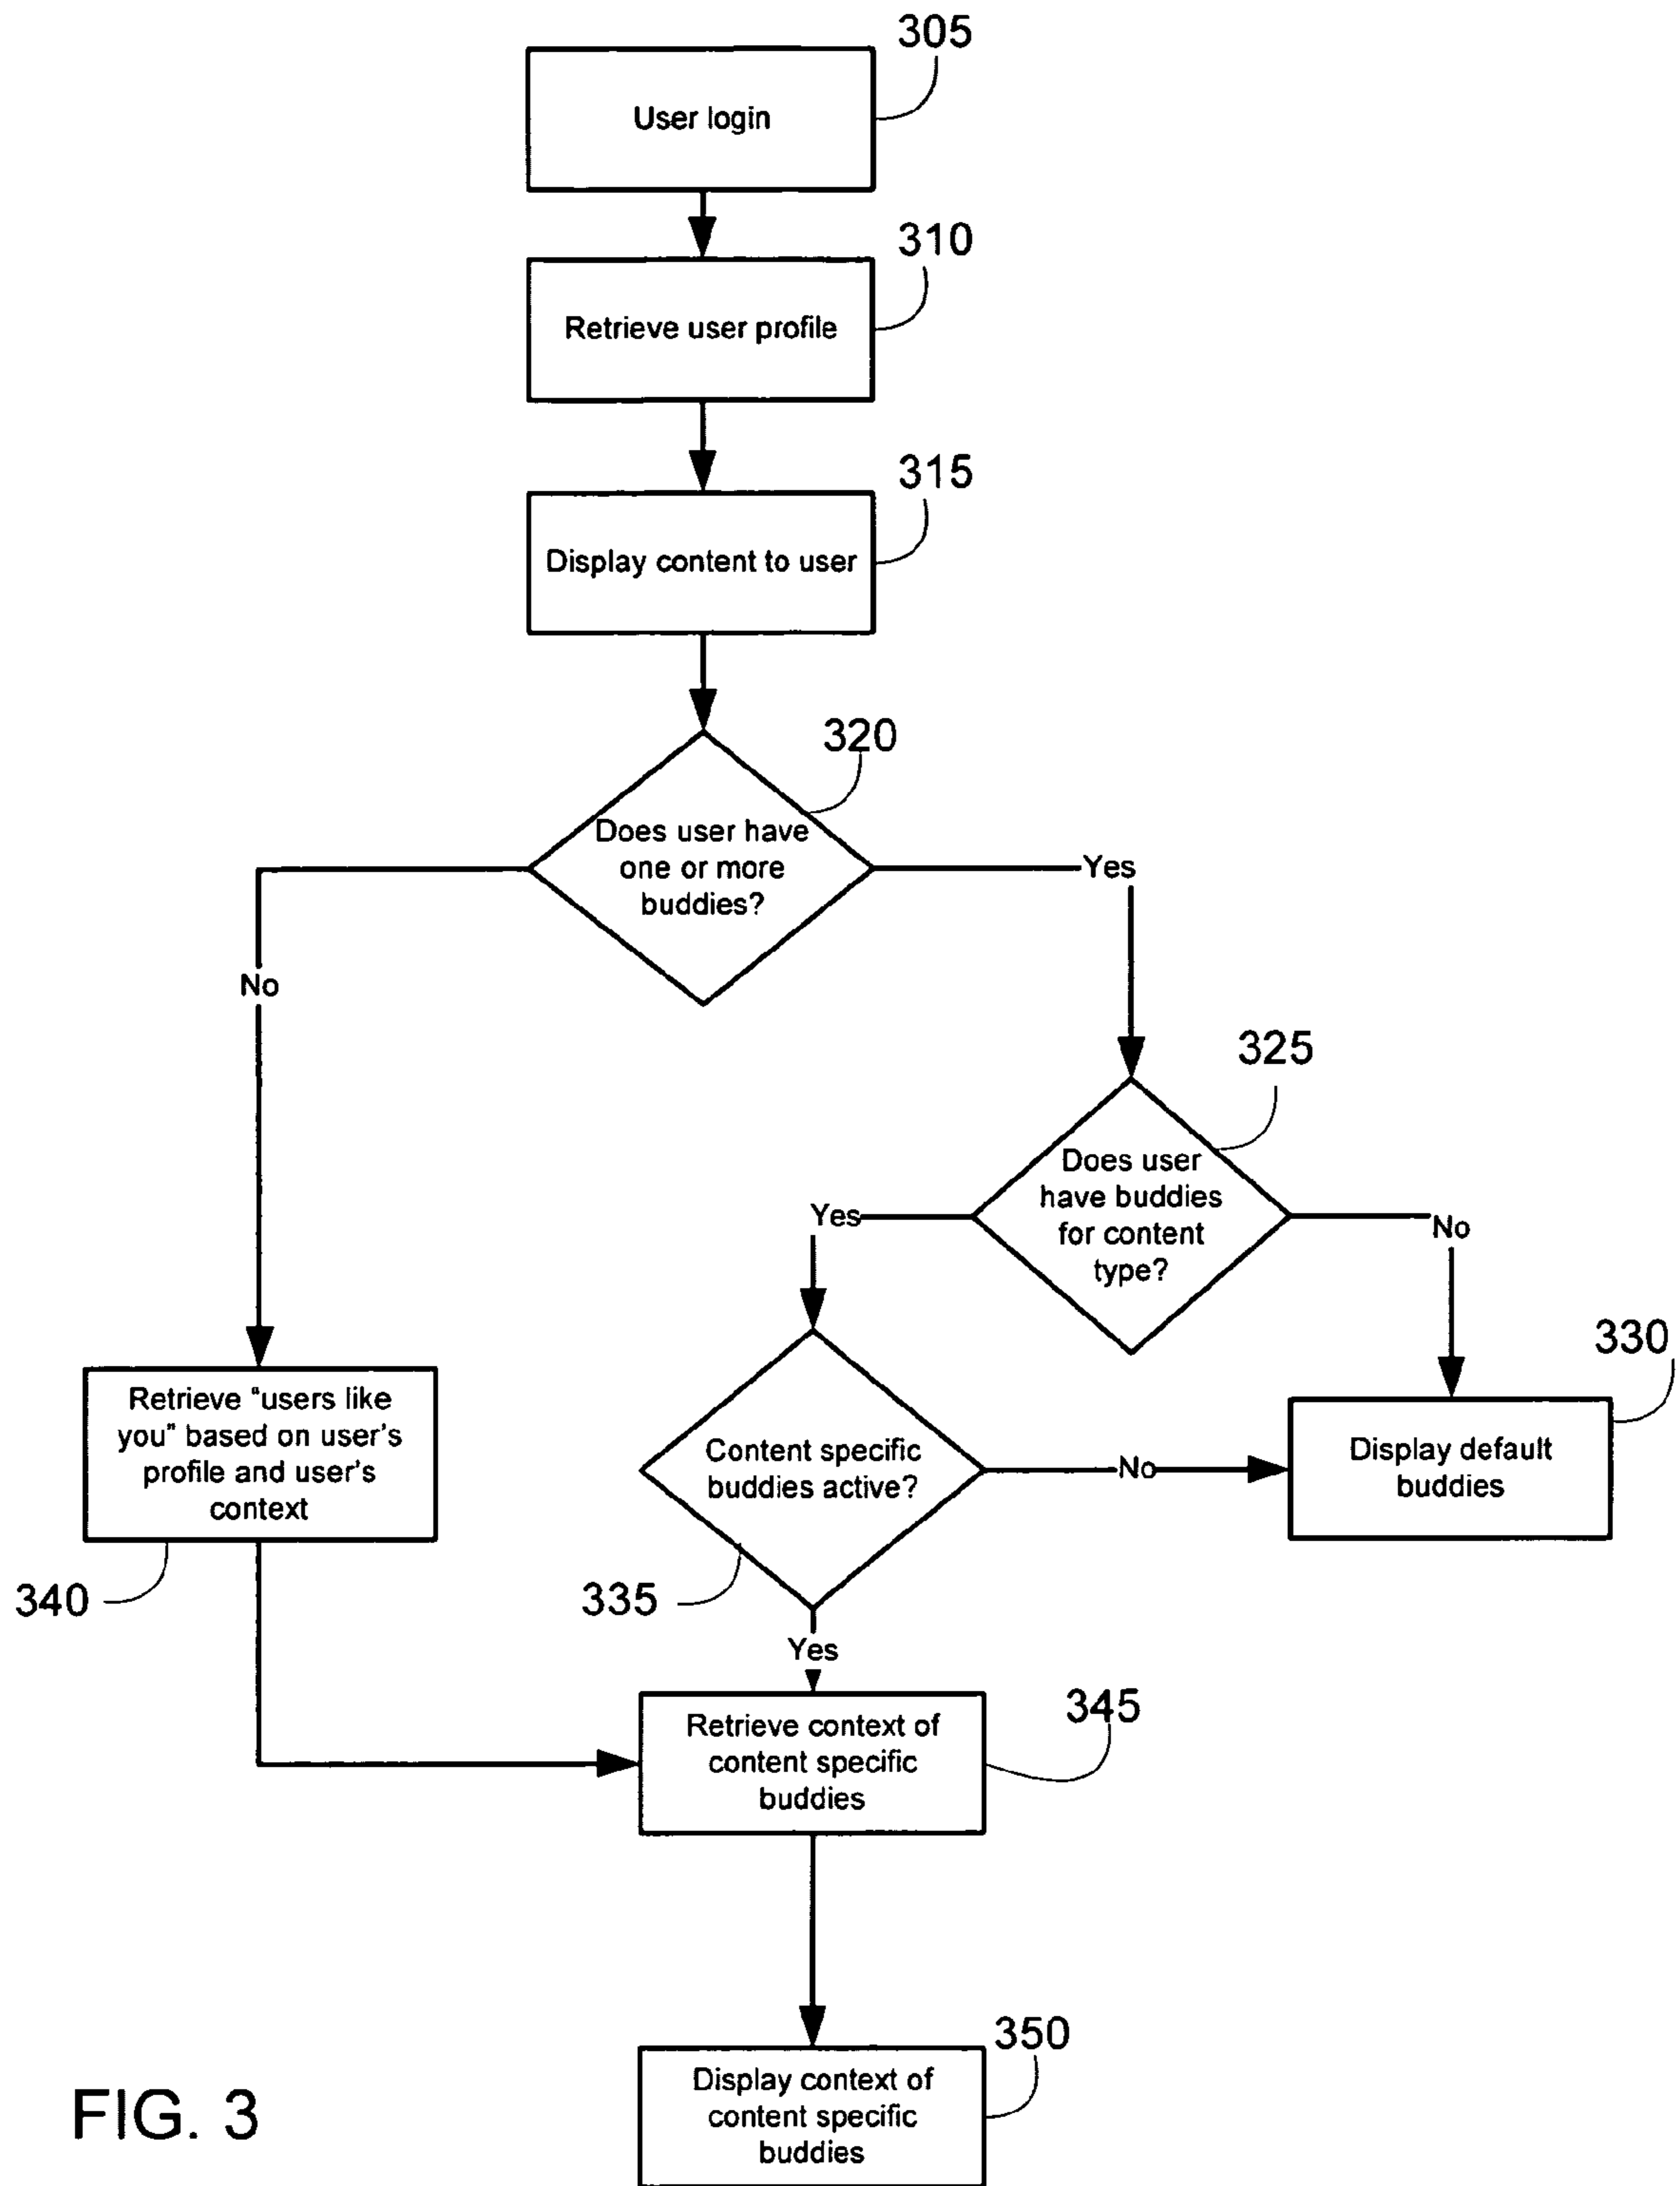 305
User login
310
Retrieve user profile
315
Display content to user
320
Does user have
one or more
buddies?
Yes
No
325
Does user
have buddies
for content
type?
Yes
No
330
Display default
buddies
Retrieve "users like
you" based on user's
profile and user's
context
340
Content specific
buddies active?
No
335
Yes
345
Retrieve context of
content specific
buddies
350
Display context of
content specific
buddies
FIG. 3